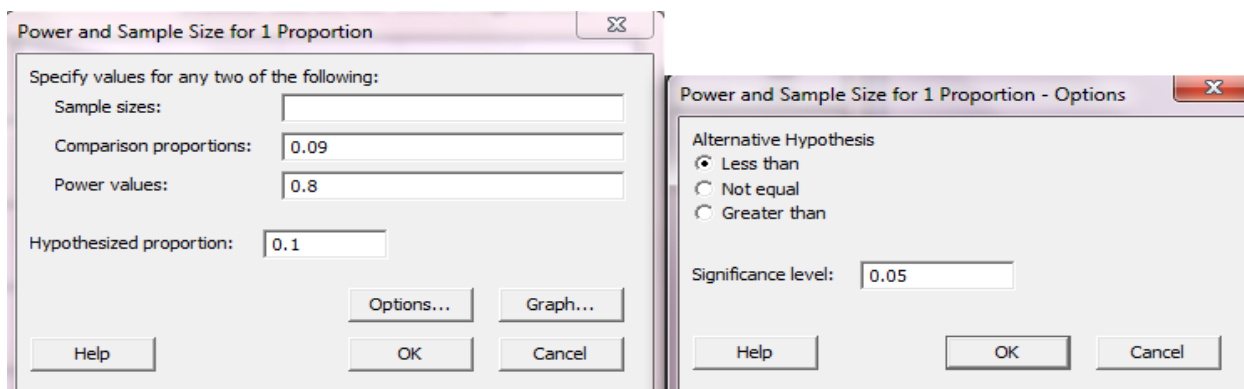 Power and Sample Size for 1 Proportion
Specify values for any two of the following:
Sample sizes:
Comparison proportions: 0.09
Power values: 0.8
Hypothesized proportion: 0.1
Options... Graph...
Help OK Cancel
Power and Sample Size for 1 Proportion - Options
Alternative Hypothesis
Less than
Not equal
Greater than
Significance level: 0.05
Help OK Cancel